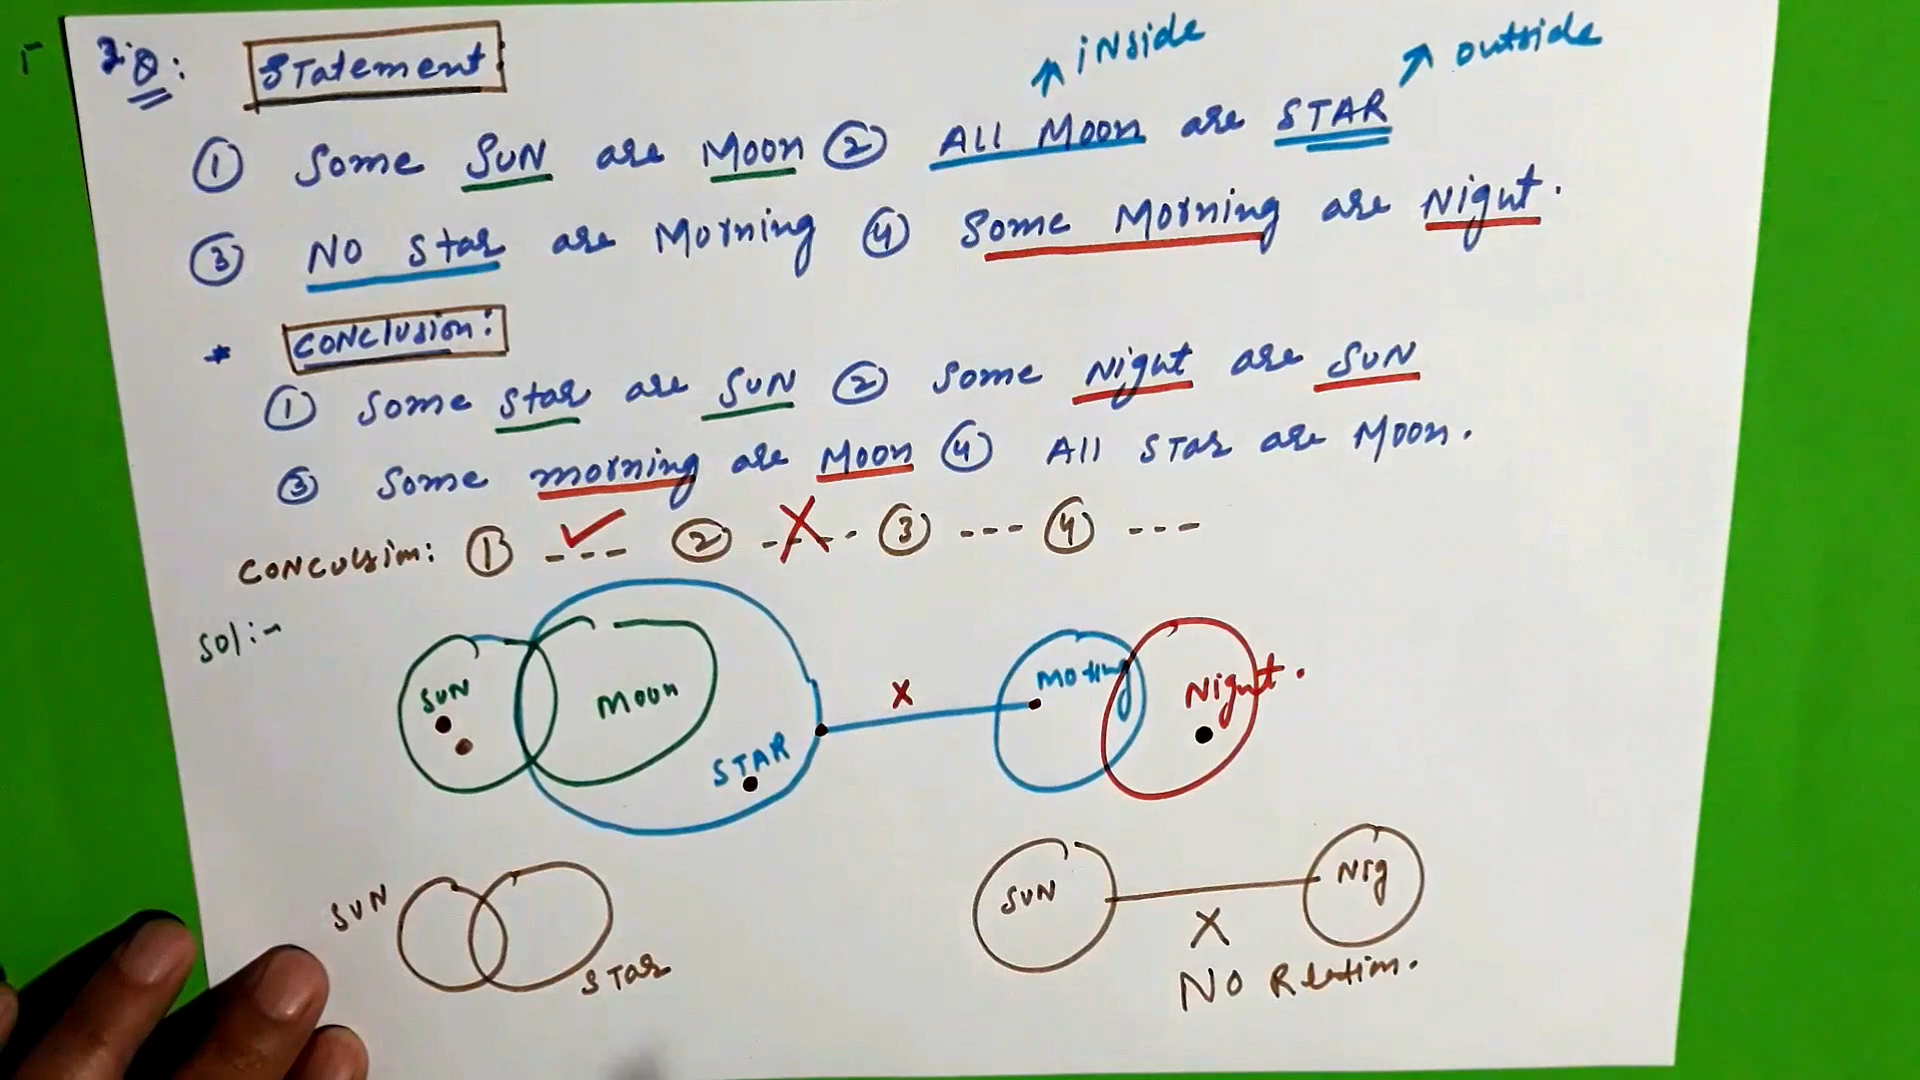 2.Q: Statement
inside
outside
① Some SUN are Moon ② All Moon are STAR
③ NO Star are Morning ④ Some Morning are Night.
* Conclusion:
① Some Star are SUN ② Some Night are SUN
③ Some morning are Moon ④ All STar are Moon.
CONCULSIM: ① --- ② ---- ③ --- ④ ---
Sol:-
SUN Moon STAR X Morning Night.
SUN STar
SUN X Nig
NO Relation.